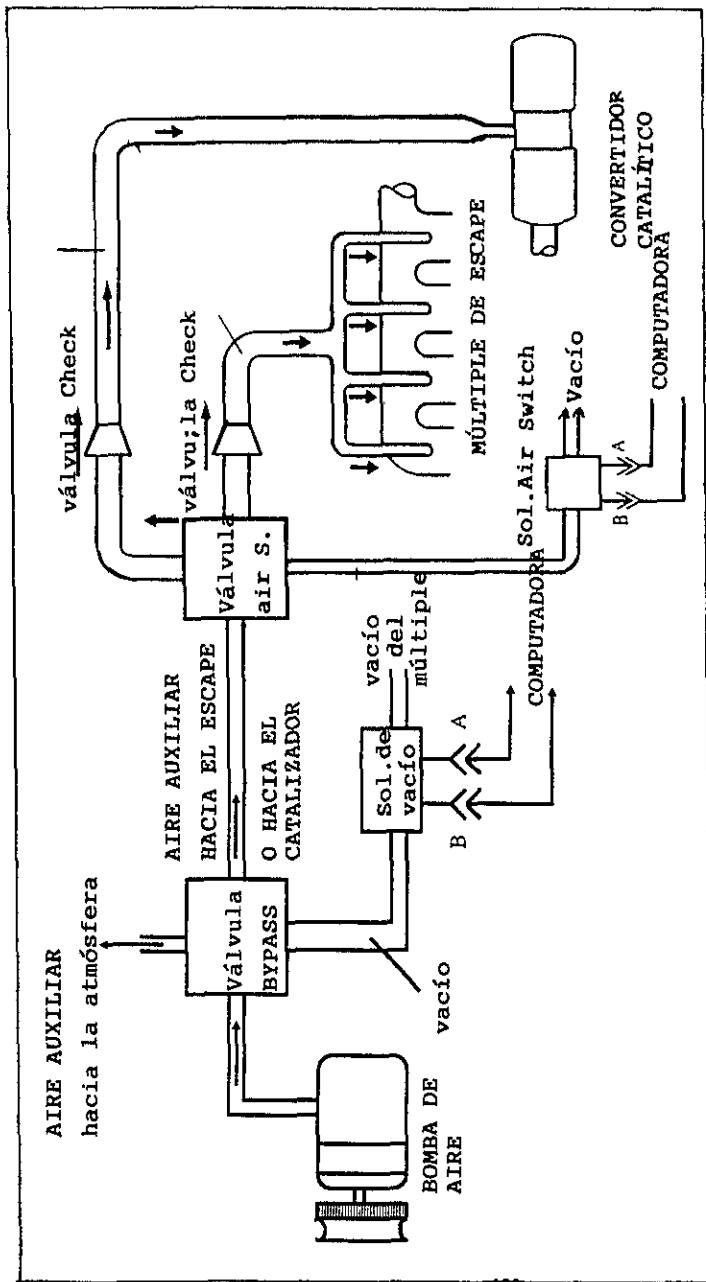 AIRE AUXILIAR
hacia la atmósfera
BOMBA DE
AIRE
Válvula
BYPASS
vacío
AIRE AUXILIAR
HACIA EL ESCAPE
O HACIA EL
CATALIZADOR
Sol.de
vacío
B
A
vacío
del
múltiple
COMPUTADORA
Válvula
air S.
válvula Check
válvu;la Check
MÚLTIPLE DE ESCAPE
Sol.Air Switch
Vacío
B
A
COMPUTADORA
CONVERTIDOR
CATALÍTICO